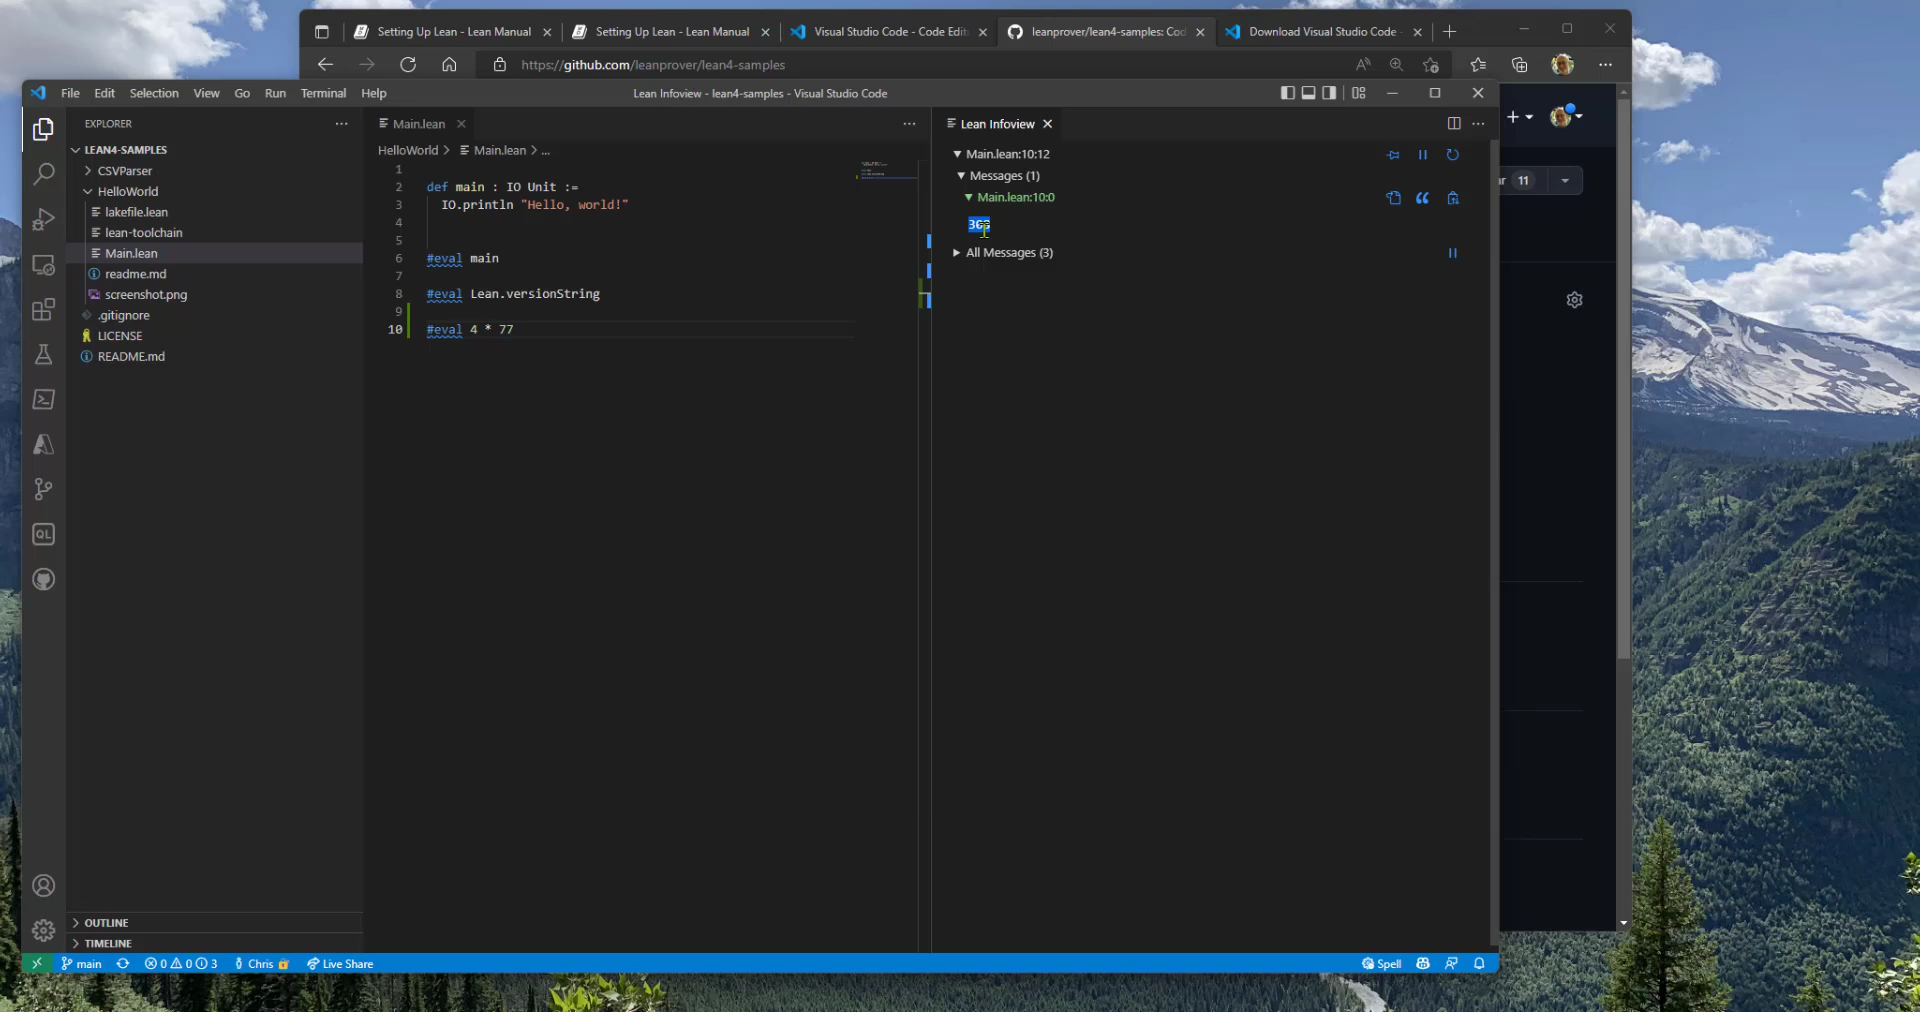 Setting Up Lean - Lean Manual
Setting Up Lean - Lean Manual
Visual Studio Code - Code Edit
leanprover/lean4-samples: Cod
Download Visual Studio Code -
https://github.com/leanprover/lean4-samples
File Edit Selection View Go Run Terminal Help
Lean Infoview - lean4-samples - Visual Studio Code
EXPLORER
LEAN4-SAMPLES
CSVParser
HelloWorld
lakefile.lean
lean-toolchain
Main.lean
readme.md
screenshot.png
.gitignore
LICENSE
README.md
OUTLINE
TIMELINE
Main.lean
HelloWorld > Main.lean > ...
1
2 def main : IO Unit :=
3 IO.println "Hello, world!"
4
5
6 #eval main
7
8 #eval Lean.versionString
9
10 #eval 4 * 77
Lean Infoview
Main.lean:10:12
Messages (1)
Main.lean:10:0
All Messages (3)
11
QL
main
0 0 3
Chris
Live Share
Spell